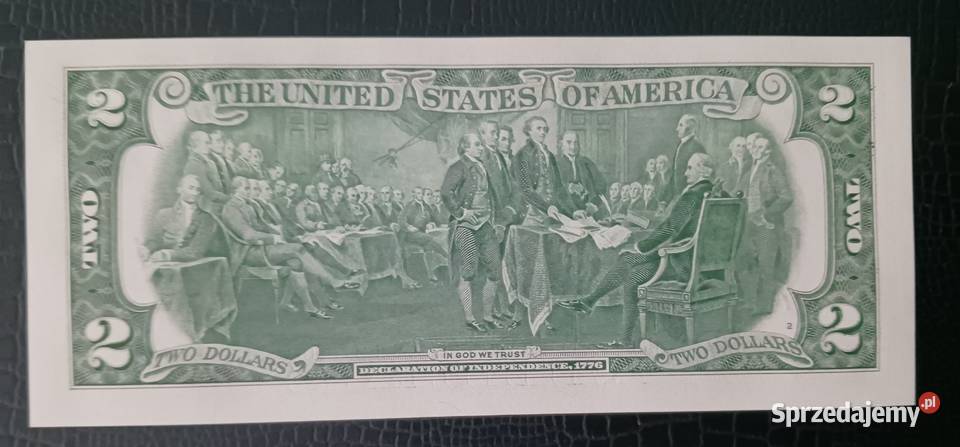 2 THE UNITED STATES OF AMERICA 2
TWO
TWO
2
2
2
TWO DOLLARS
IN GOD WE TRUST
TWO DOLLARS
DECLARATION OF INDEPENDENCE, 1776
Sprzedajemy.pl